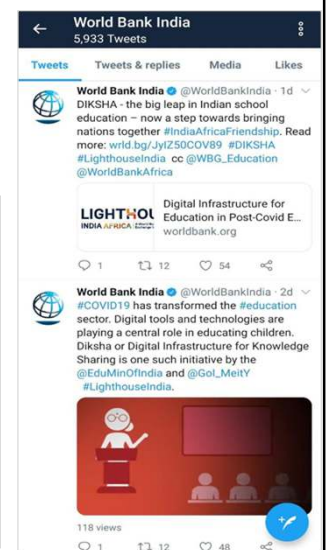 World Bank India
5,933 Tweets
Tweets Tweets & replies Media Likes
World Bank India @WorldBankIndia · 1d
DIKSHA - the big leap in Indian school
education – now a step towards bringing
nations together #IndiaAfricaFriendship. Read
more: wrld.bg/JyIZ50COV89 #DIKSHA
#LighthouseIndia cc @WBG_Education
@WorldBankAfrica
LIGHTHOU
INDIA AFRICA
Digital Infrastructure for
Education in Post-Covid E...
worldbank.org
1 12 54
World Bank India @WorldBankIndia · 2d
#COVID19 has transformed the #education
sector. Digital tools and technologies are
playing a central role in educating children.
Diksha or Digital Infrastructure for Knowledge
Sharing is one such initiative by the
@EduMinOfIndia and @GoI_MeitY
#LighthouseIndia.
118 views
1 12 48